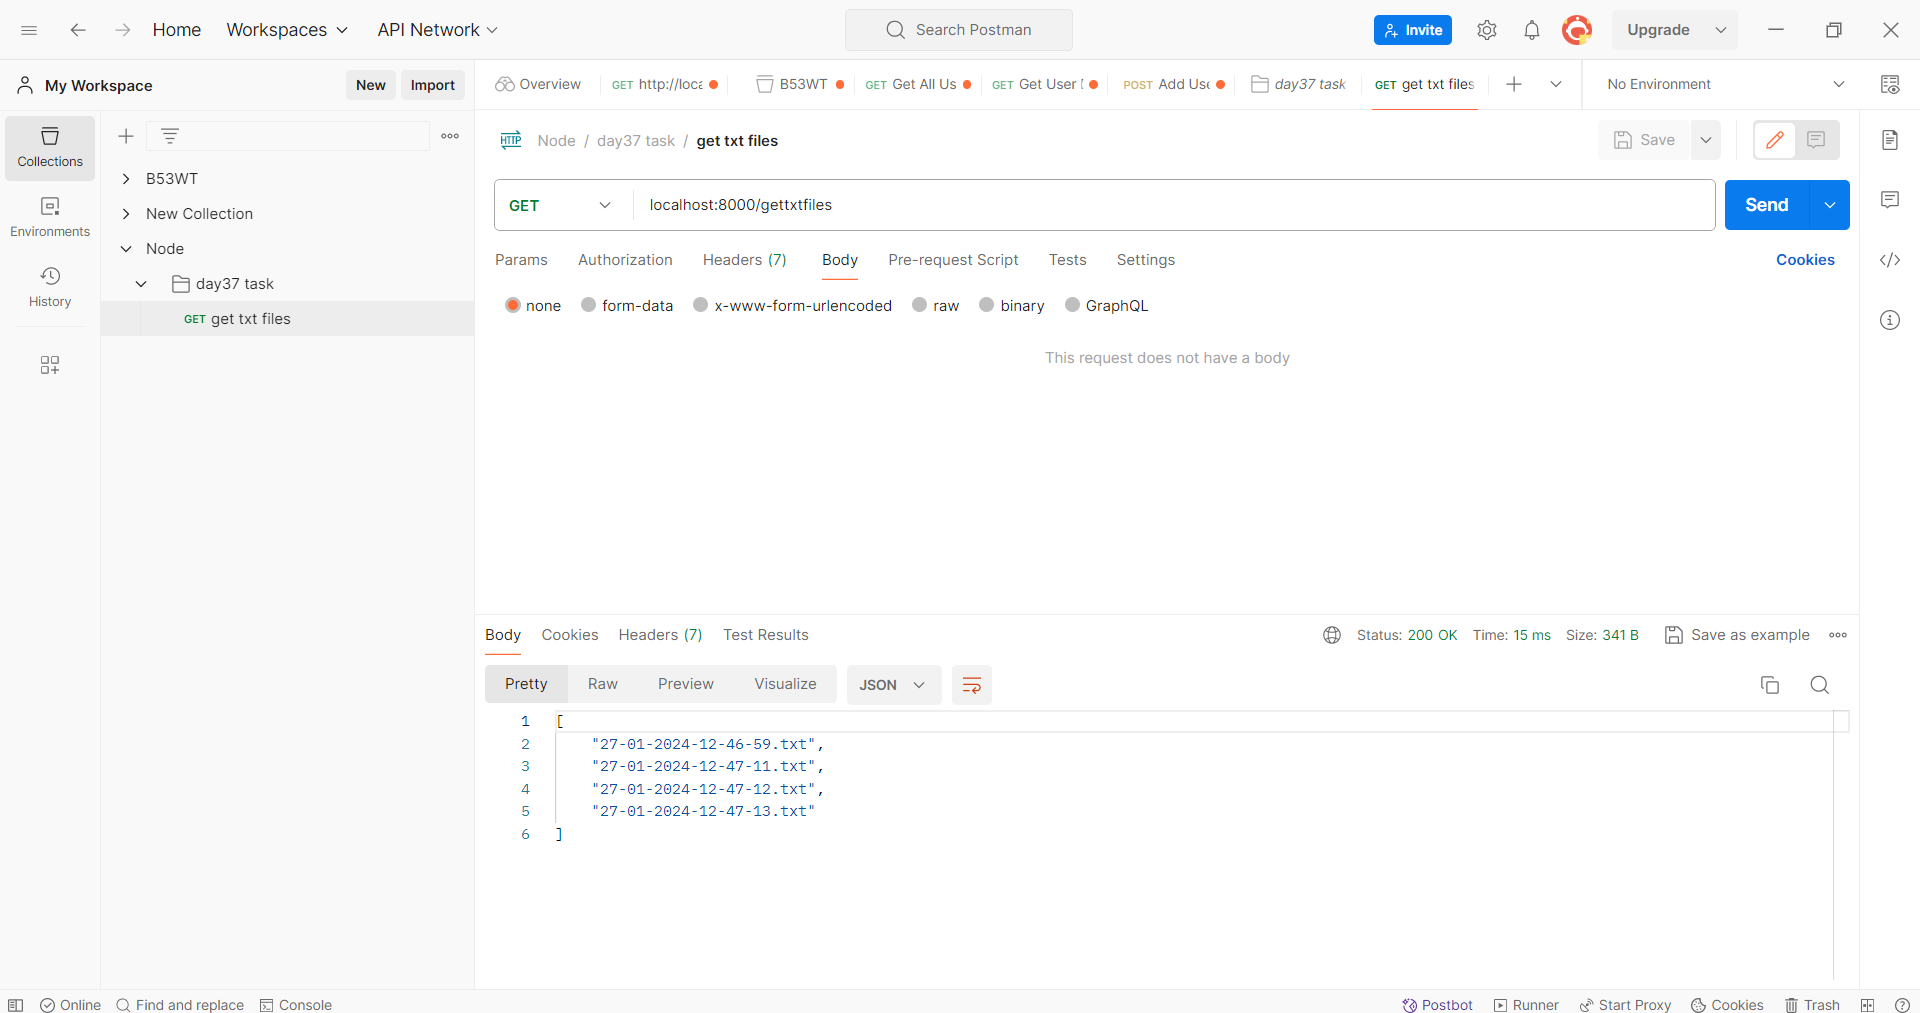 Home Workspaces API Network Search Postman Invite Upgrade
My Workspace New Import
Overview GET http://loca B53WT GET Get All Us GET Get User POST Add Use day37 task GET get txt files No Environment
Collections
Environments
History
B53WT
New Collection
Node
day37 task
GET get txt files
HTTP Node / day37 task / get txt files Save
GET localhost:8000/gettxtfiles Send
Params Authorization Headers (7) Body Pre-request Script Tests Settings Cookies
none form-data x-www-form-urlencoded raw binary GraphQL
This request does not have a body
Body Cookies Headers (7) Test Results Status: 200 OK Time: 15 ms Size: 341 B Save as example
Pretty Raw Preview Visualize JSON
1 [
2 "27-01-2024-12-46-59.txt",
3 "27-01-2024-12-47-11.txt",
4 "27-01-2024-12-47-12.txt",
5 "27-01-2024-12-47-13.txt"
6 ]
Online Find and replace Console Postbot Runner Start Proxy Cookies Trash